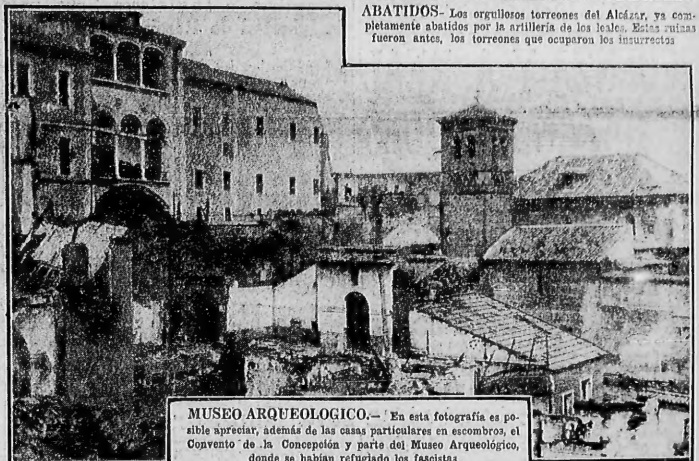 ABATIDOS- Los orgullosos torreones del Alcázar, ya com-
pletamente abatidos por la artillería de los leales. Estas ruinas
fueron antes, los torreones que ocuparon los insurrectos
MUSEO ARQUEOLOGICO.— En esta fotografía es po-
sible apreciar, además de las casas particulares en escombros, el
Convento de la Concepción y parte del Museo Arqueológico,
donde se habían refugiado los fascistas